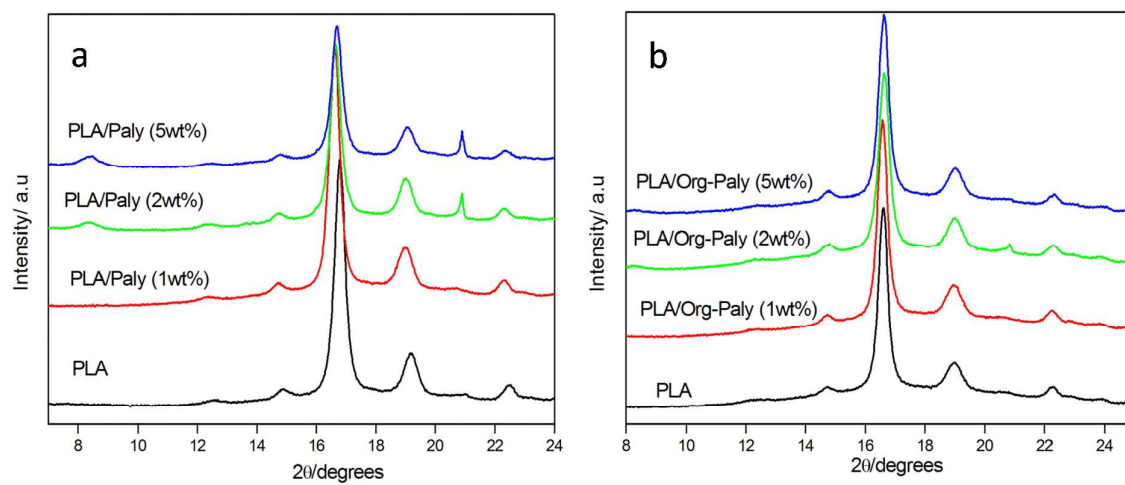 a
Intensity/ a.u
PLA/Paly (5wt%)
PLA/Paly (2wt%)
PLA/Paly (1wt%)
PLA
8 10 12 14 16 18 20 22 24
2θ/degrees
b
Intensity/ a.u
PLA/Org-Paly (5wt%)
PLA/Org-Paly (2wt%)
PLA/Org-Paly (1wt%)
PLA
8 10 12 14 16 18 20 22 24
2θ/degrees